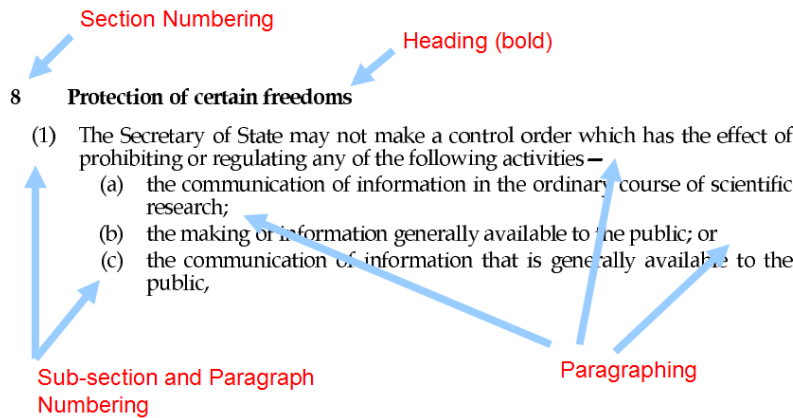 Section Numbering
Heading (bold)
8 Protection of certain freedoms
(1) The Secretary of State may not make a control order which has the effect of
prohibiting or regulating any of the following activities—
(a) the communication of information in the ordinary course of scientific
research;
(b) the making of information generally available to the public; or
(c) the communication of information that is generally available to the
public,
Paragraphing
Sub-section and Paragraph
Numbering